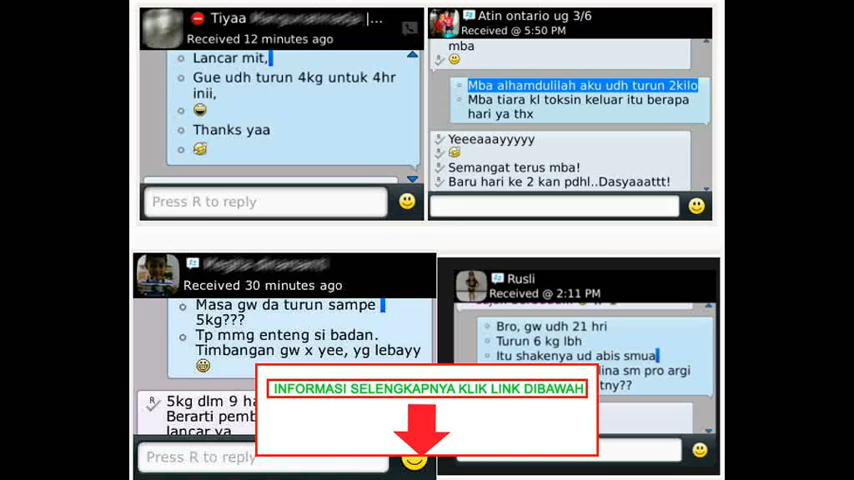 Tiyaa
|...
Received 12 minutes ago
Lancar mit,
Gue udh turun 4kg untuk 4hr
inii,
Thanks yaa
Press R to reply
Atin ontario ug 3/6
Received @ 5:50 PM
mba
Mba alhamdulilah aku udh turun 2kilo
Mba tiara kl toksin keluar itu berapa
hari ya thx
Yeeeaaayyyyy
Semangat terus mba!
Baru hari ke 2 kan pdhl..Dasyaaattt!
Received 30 minutes ago
Masa gw da turun sampe
5kg???
Tp mmg enteng si badan.
Timbangan gw x yee, yg lebayy
5kg dlm 9 ha
Berarti pemb
lancar ya
Press R to reply
Rusli
Received @ 2:11 PM
Bro, gw udh 21 hri
Turun 6 kg lbh
Itu shakenya ud abis smua
lina sm pro argi
tny??
INFORMASI SELENGKAPNYA KLIK LINK DIBAWAH